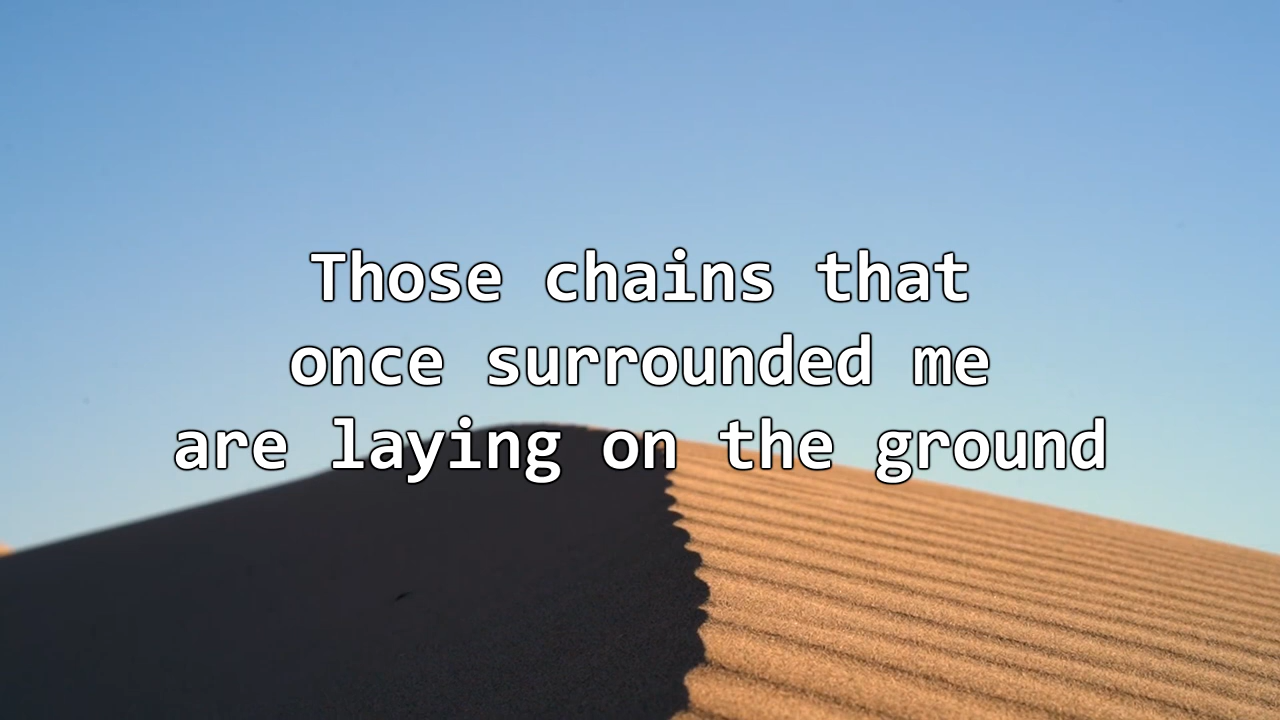 Those chains that
once surrounded me
are laying on the ground